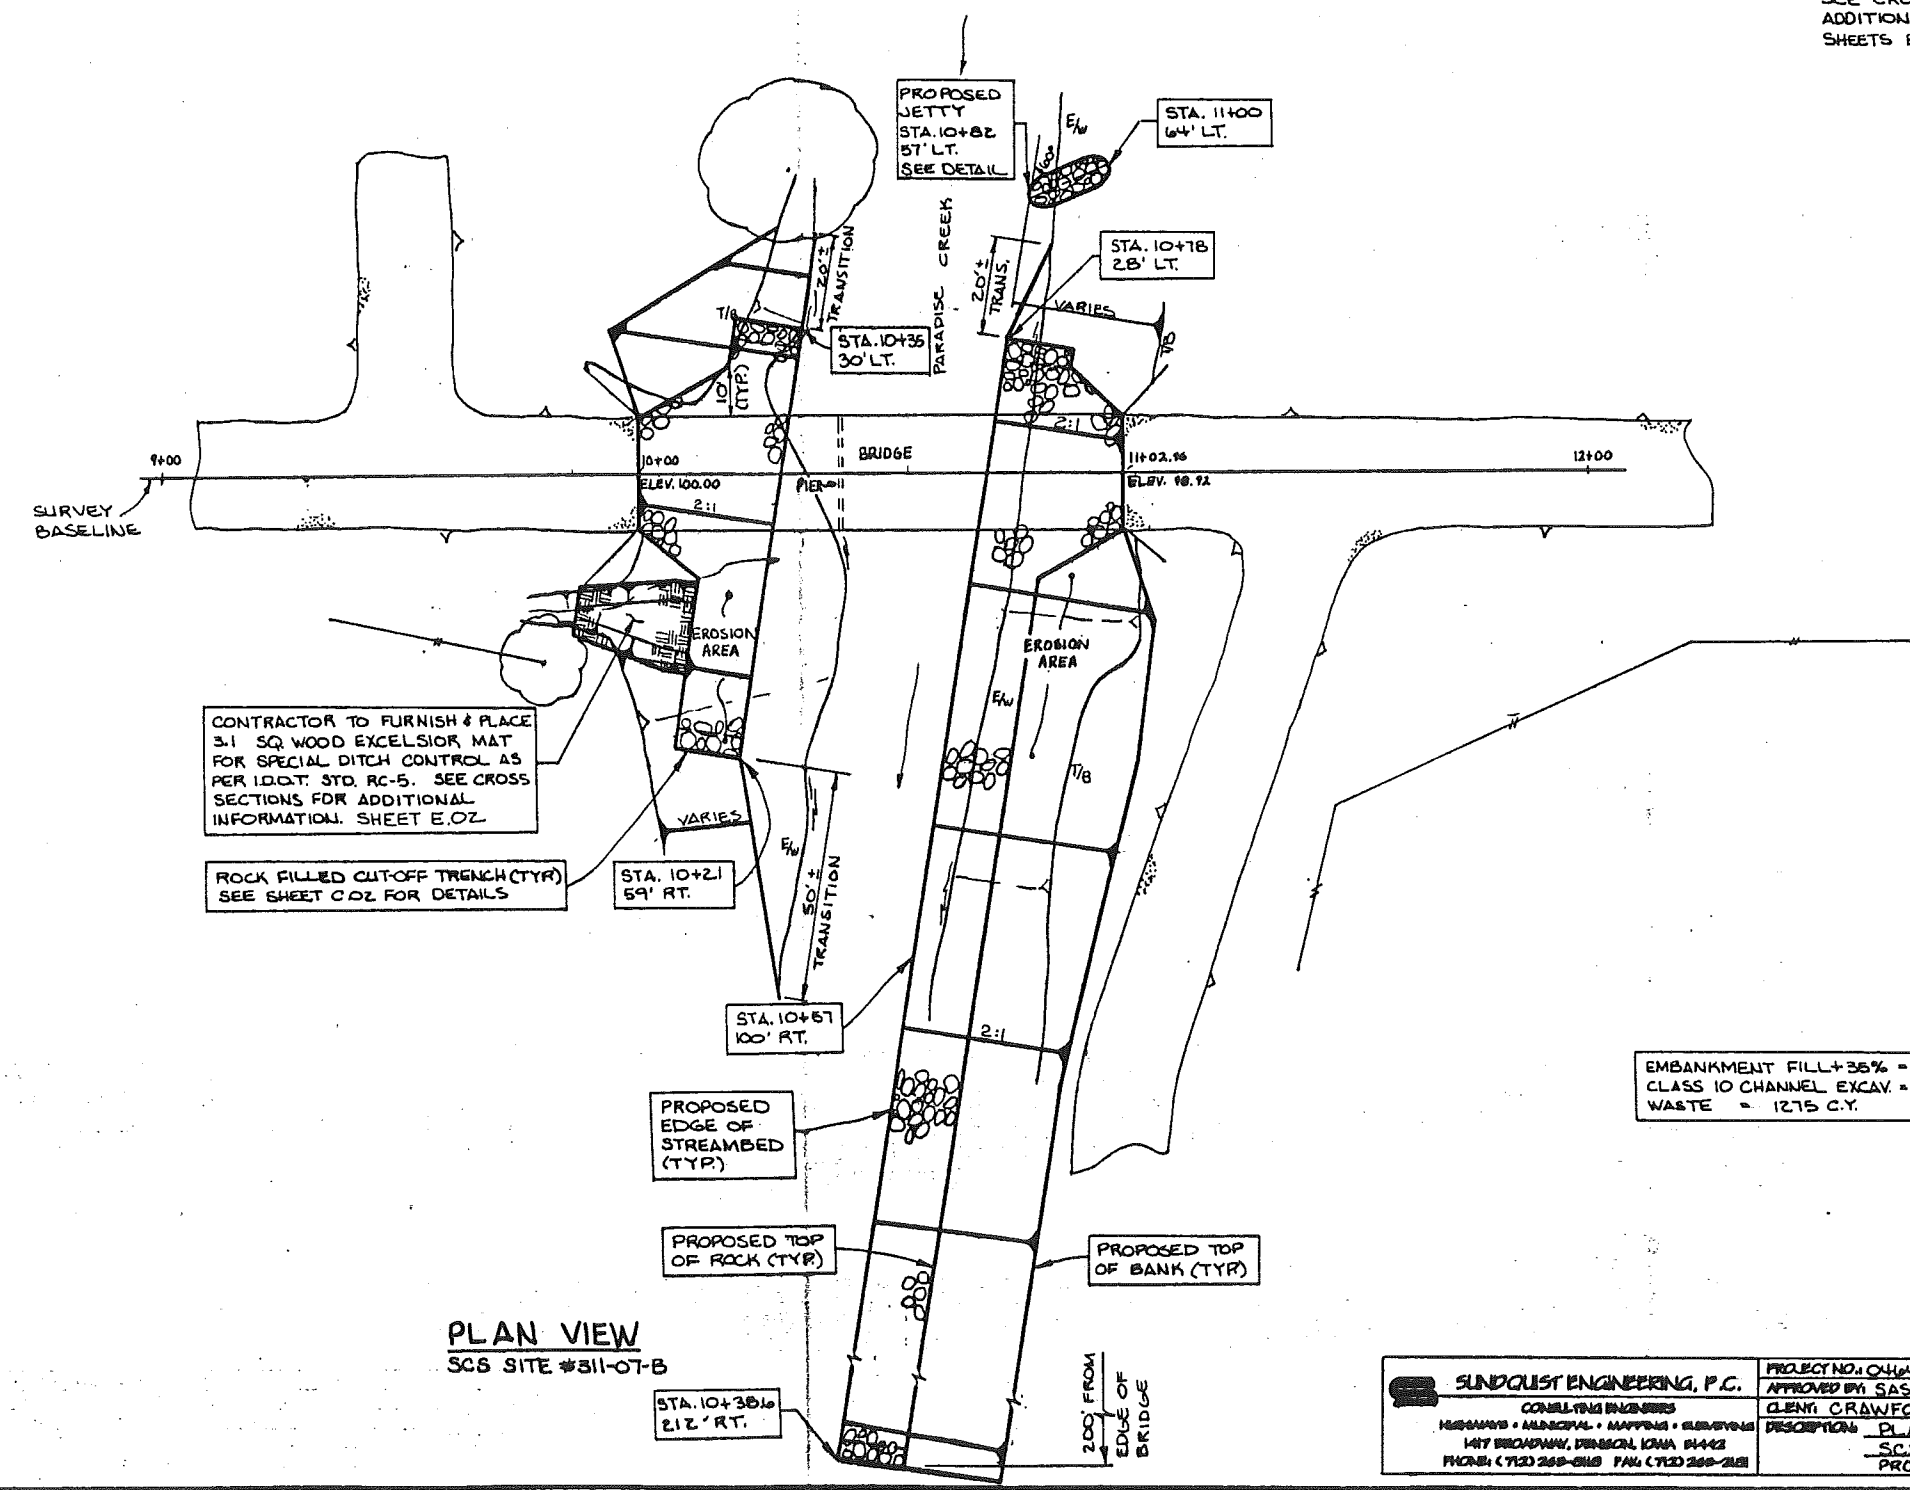 ADDITION
SHEETS
PROPOSED
JETTY
STA. 10+82
57' LT.
SEE DETAIL
E/W
STA. 11+00
64' LT.
60°
PARADISE CREEK
20'±
TRANSITION
20'±
TRANS.
STA. 10+78
28' LT.
VARIES
T/B
T/B
STA. 10+35
30' LT.
10'
(TYP.)
2:1
9+00
10+00
BRIDGE
11+02.96
12+00
ELEV. 100.00
PIER
ELEV. 98.92
SURVEY
BASELINE
2:1
EROSION
AREA
EROSION
AREA
E/W
CONTRACTOR TO FURNISH & PLACE
3.1 SQ. WOOD EXCELSIOR MAT
FOR SPECIAL DITCH CONTROL AS
PER I.D.O.T. STD. RC-5. SEE CROSS
SECTIONS FOR ADDITIONAL
INFORMATION. SHEET E.02
T/B
VARIES
E/W
ROCK FILLED CUT-OFF TRENCH (TYP)
SEE SHEET C.02 FOR DETAILS
STA. 10+21
59' RT.
50'±
TRANSITION
STA. 10+57
100' RT.
2:1
EMBANKMENT FILL+35% =
CLASS 10 CHANNEL EXCAV. =
WASTE = 1275 C.Y.
PROPOSED
EDGE OF
STREAMBED
(TYP.)
PROPOSED TOP
OF ROCK (TYP.)
PROPOSED TOP
OF BANK (TYP)
PLAN VIEW
SCS SITE #311-07-B
STA. 10+38.6
212' RT.
200' FROM
EDGE OF
BRIDGE
SUNDQUIST ENGINEERING, P.C.
CONSULTING ENGINEERS
HIGHWAYS • MUNICIPAL • MAPPING • SURVEYING
1417 BROADWAY, DENISON, IOWA 51442
PROJECT NO.:
APPROVED BY: SAS
CLIENT: CRAWFO
DESCRIPTION: PLA
PRO